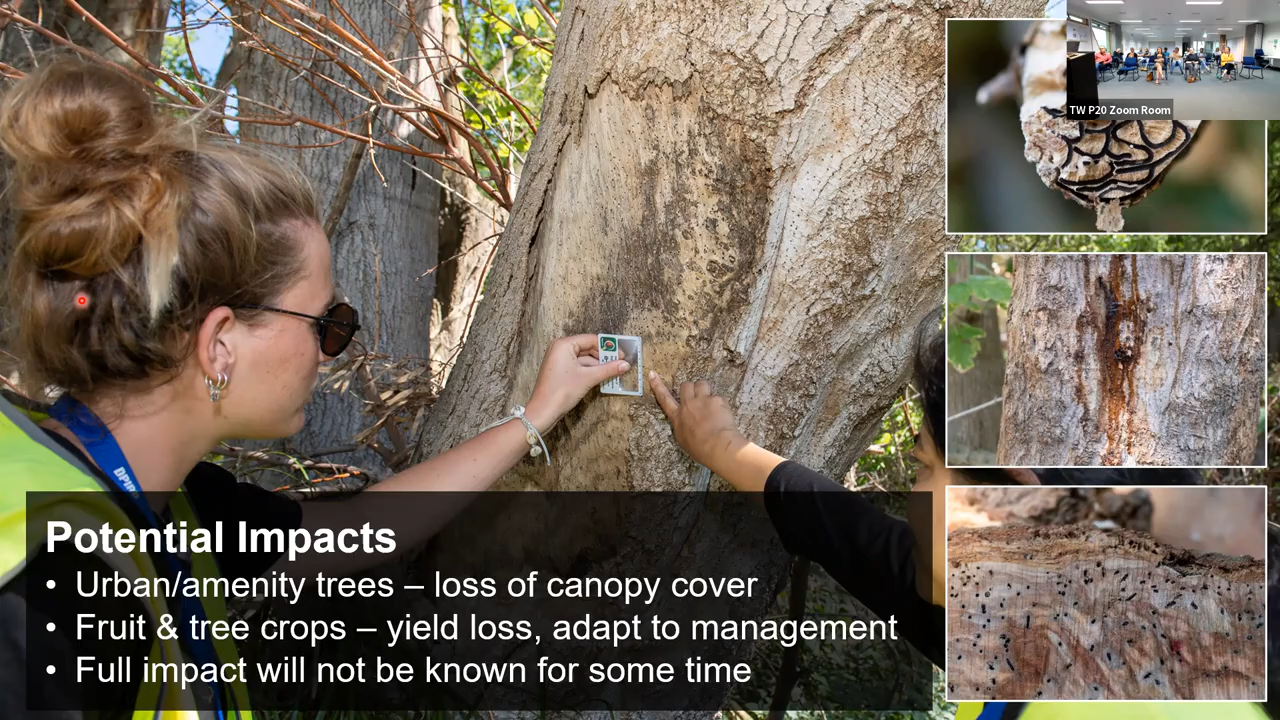 TW P20 Zoom Room
Potential Impacts
• Urban/amenity trees – loss of canopy cover
• Fruit & tree crops – yield loss, adapt to management
• Full impact will not be known for some time